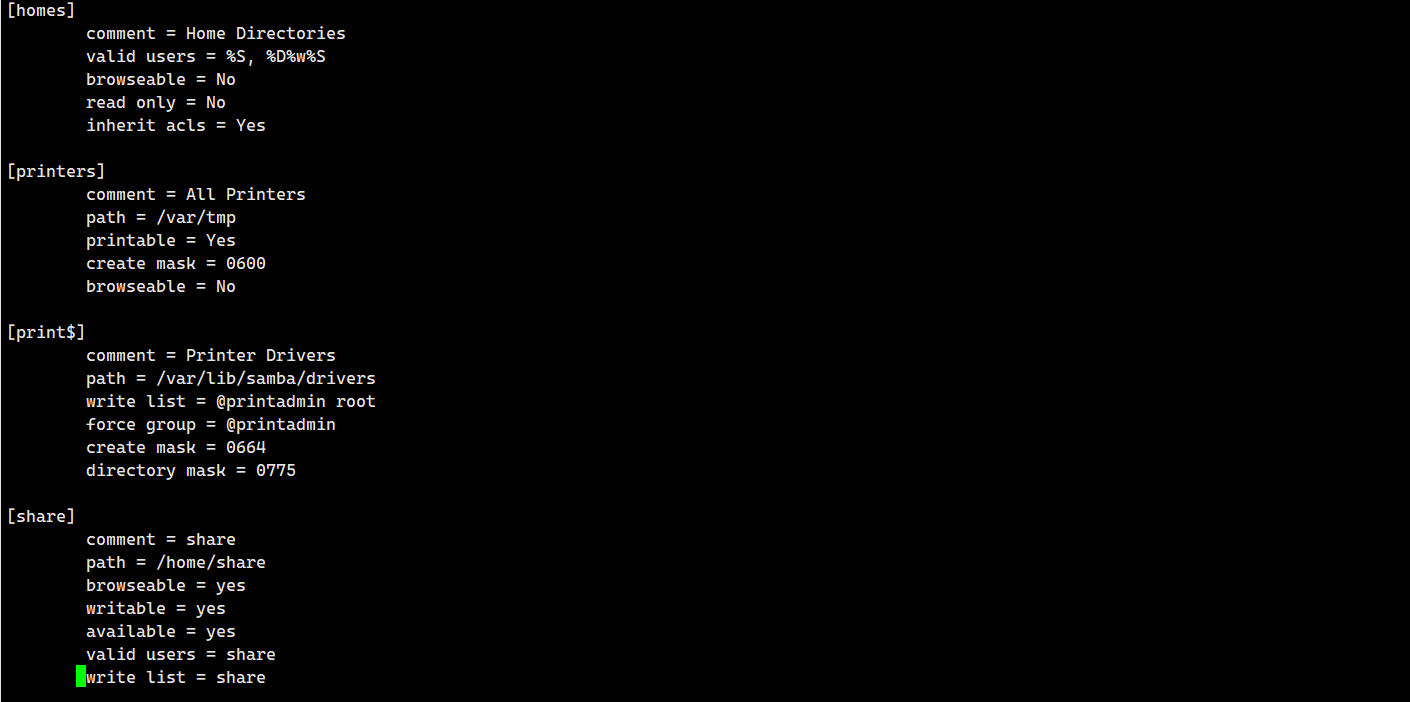 [homes]
comment = Home Directories
valid users = %S, %D%w%S
browseable = No
read only = No
inherit acls = Yes
[printers]
comment = All Printers
path = /var/tmp
printable = Yes
create mask = 0600
browseable = No
[print$]
comment = Printer Drivers
path = /var/lib/samba/drivers
write list = @printadmin root
force group = @printadmin
create mask = 0664
directory mask = 0775
[share]
comment = share
path = /home/share
browseable = yes
writable = yes
available = yes
valid users = share
write list = share